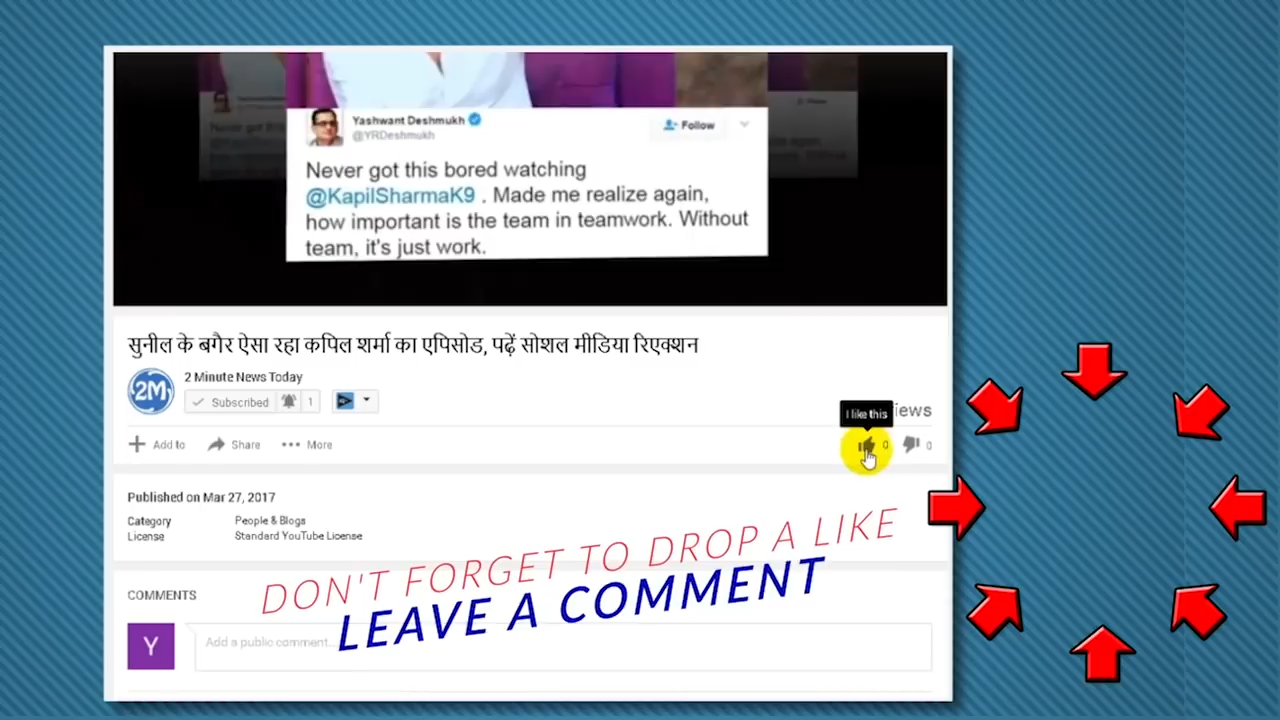 Yashwant Deshmukh
@YRDeshmukh
Follow
Never got this bored watching
@KapilSharmaK9 . Made me realize again,
how important is the team in teamwork. Without
team, it's just work.
सुनील के बगैर ऐसा रहा कपिल शर्मा का एपिसोड, पढ़ें सोशल मीडिया रिएक्शन
2M
2 Minute News Today
Subscribed 1
I like this
Add to Share More 0 0
Published on Mar 27, 2017
Category People & Blogs
License Standard YouTube License
DON'T FORGET TO DROP A LIKE
LEAVE A COMMENT
COMMENTS
Y
Add a public comment...